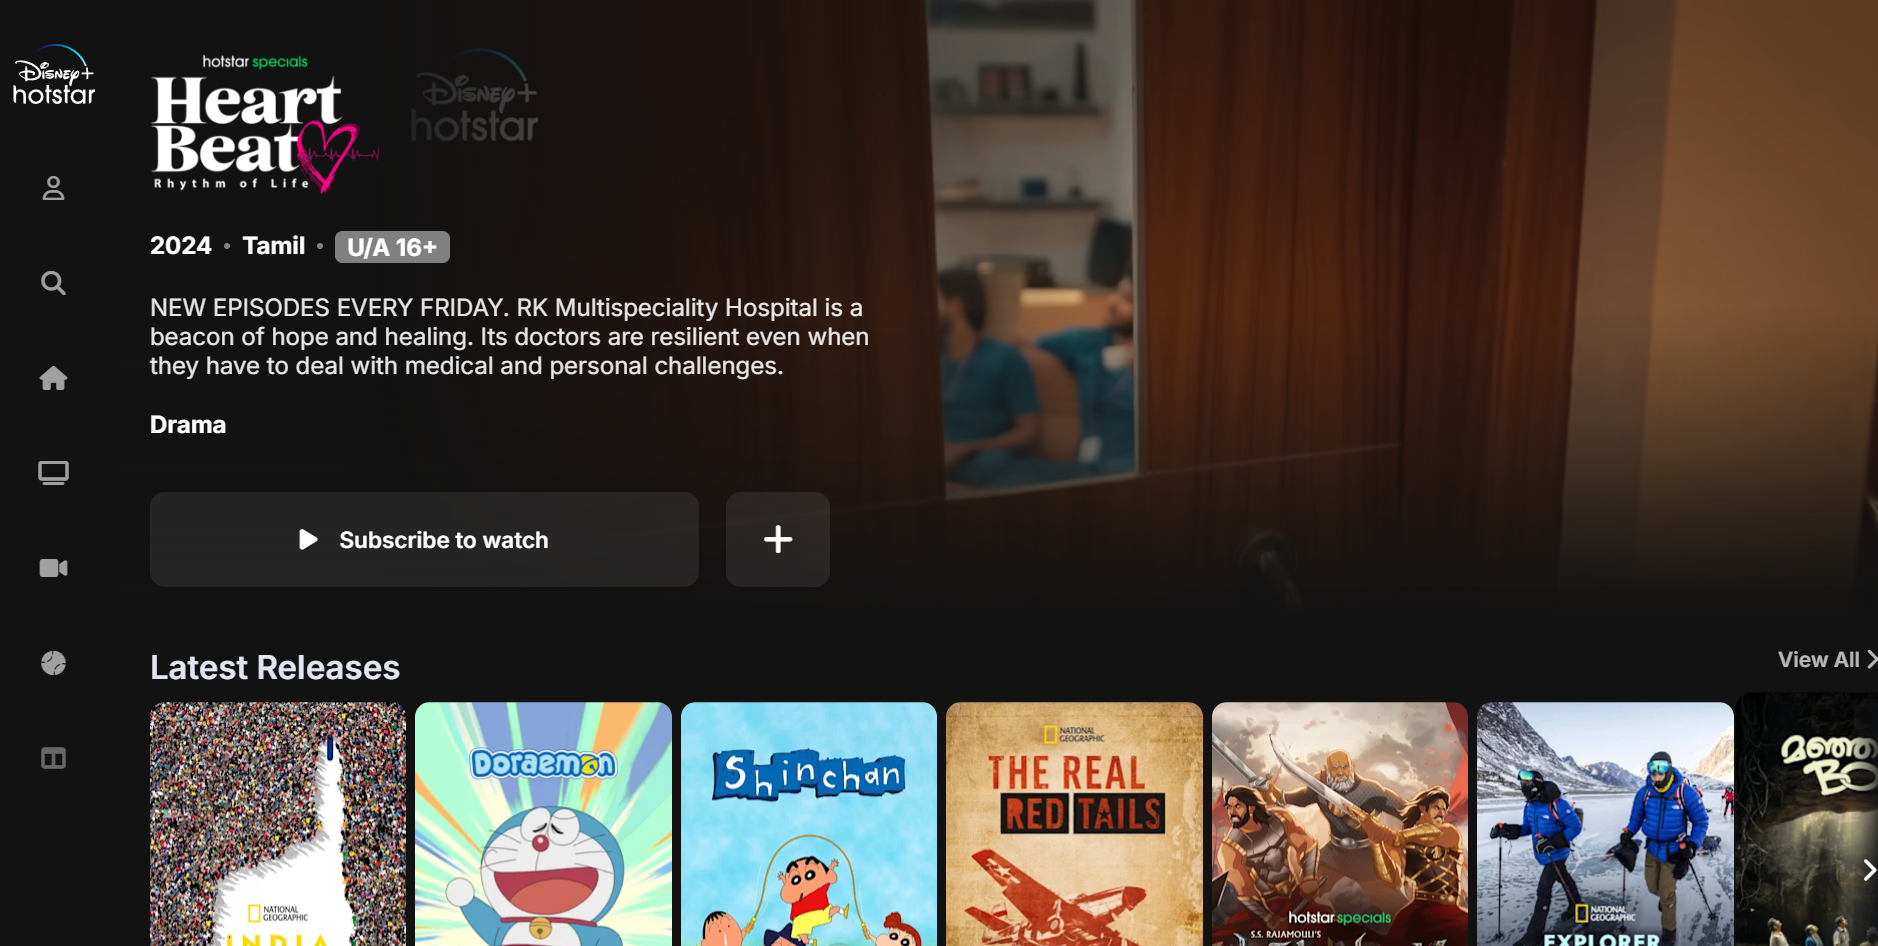 Disney+
hotstar
hotstar specials
Heart
Beat
Rhythm of Life
Disney+
hotstar
2024 • Tamil • U/A 16+
NEW EPISODES EVERY FRIDAY. RK Multispeciality Hospital is a
beacon of hope and healing. Its doctors are resilient even when
they have to deal with medical and personal challenges.
Drama
Subscribe to watch
Latest Releases
View All
NATIONAL
GEOGRAPHIC
INDIA
DORaEMON
Shinchan
NATIONAL
GEOGRAPHIC
THE REAL
RED TAILS
hotstar specials
S.S. RAJAMOULI'S
NATIONAL
GEOGRAPHIC
EXPLORER
BO